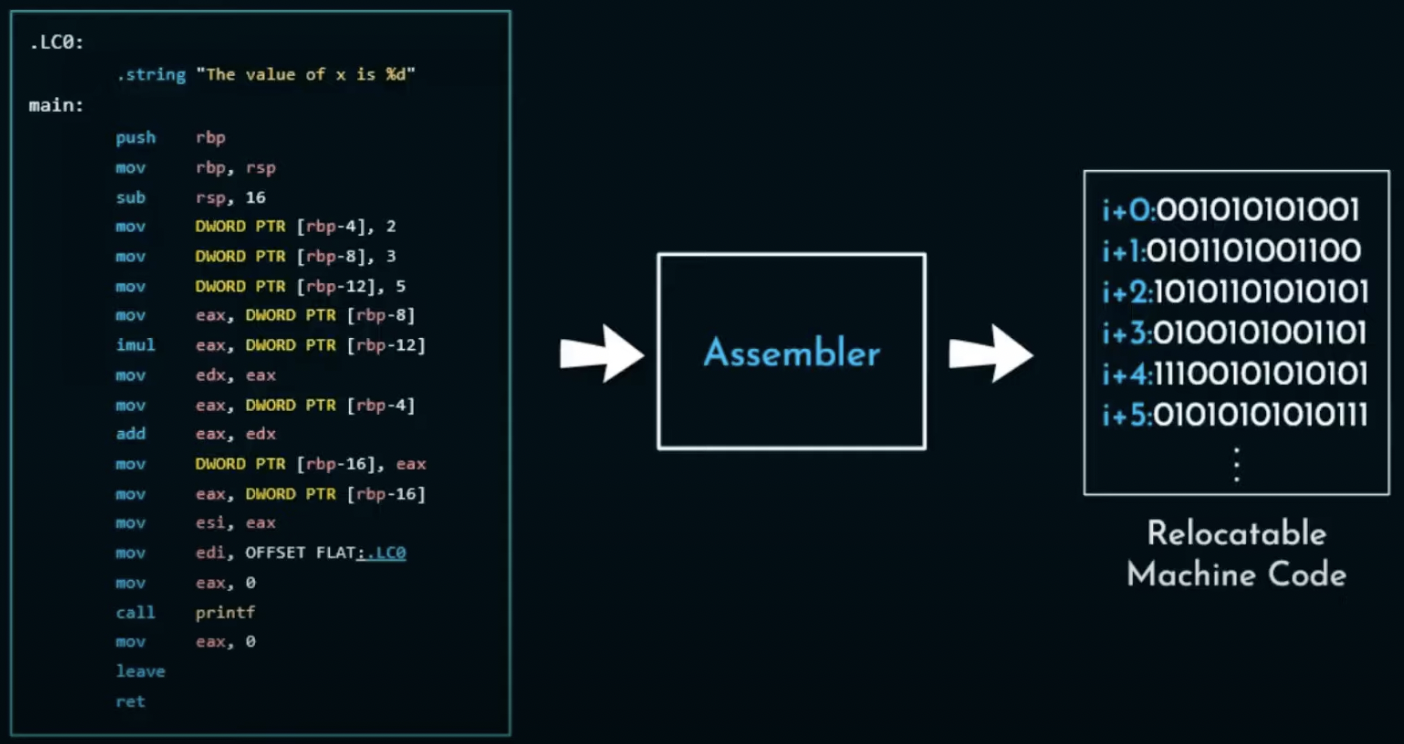 .LC0:
.string "The value of x is %d"
main:
push rbp
mov rbp, rsp
sub rsp, 16
mov DWORD PTR [rbp-4], 2
mov DWORD PTR [rbp-8], 3
mov DWORD PTR [rbp-12], 5
mov eax, DWORD PTR [rbp-8]
imul eax, DWORD PTR [rbp-12]
mov edx, eax
mov eax, DWORD PTR [rbp-4]
add eax, edx
mov DWORD PTR [rbp-16], eax
mov eax, DWORD PTR [rbp-16]
mov esi, eax
mov edi, OFFSET FLAT:.LC0
mov eax, 0
call printf
mov eax, 0
leave
ret
Assembler
i+0:001010101001
i+1:0101101001100
i+2:10101101010101
i+3:0100101001101
i+4:11100101010101
i+5:01010101010111
⋮
Relocatable
Machine Code